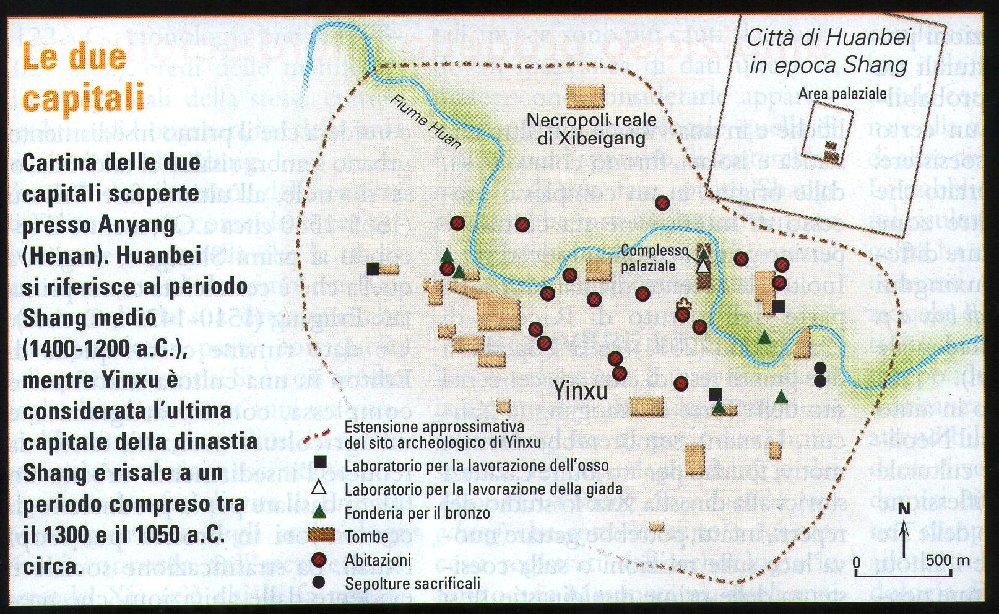 Le due
capitali
Cartina delle due
capitali scoperte
presso Anyang
(Henan). Huanbei
si riferisce al periodo
Shang medio
(1400-1200 a.C.),
mentre Yinxu è
considerata l'ultima
capitale della dinastia
Shang e risale a un
periodo compreso tra
il 1300 e il 1050 a.C.
circa.
Fiume Huan
Necropoli reale
di Xibeigang
Città di Huanbei
in epoca Shang
Area palaziale
Complesso
palaziale
Yinxu
Estensione approssimativa
del sito archeologico di Yinxu
Laboratorio per la lavorazione dell'osso
Laboratorio per la lavorazione della giada
Fonderia per il bronzo
Tombe
Abitazioni
Sepolture sacrificali
N
0 500 m